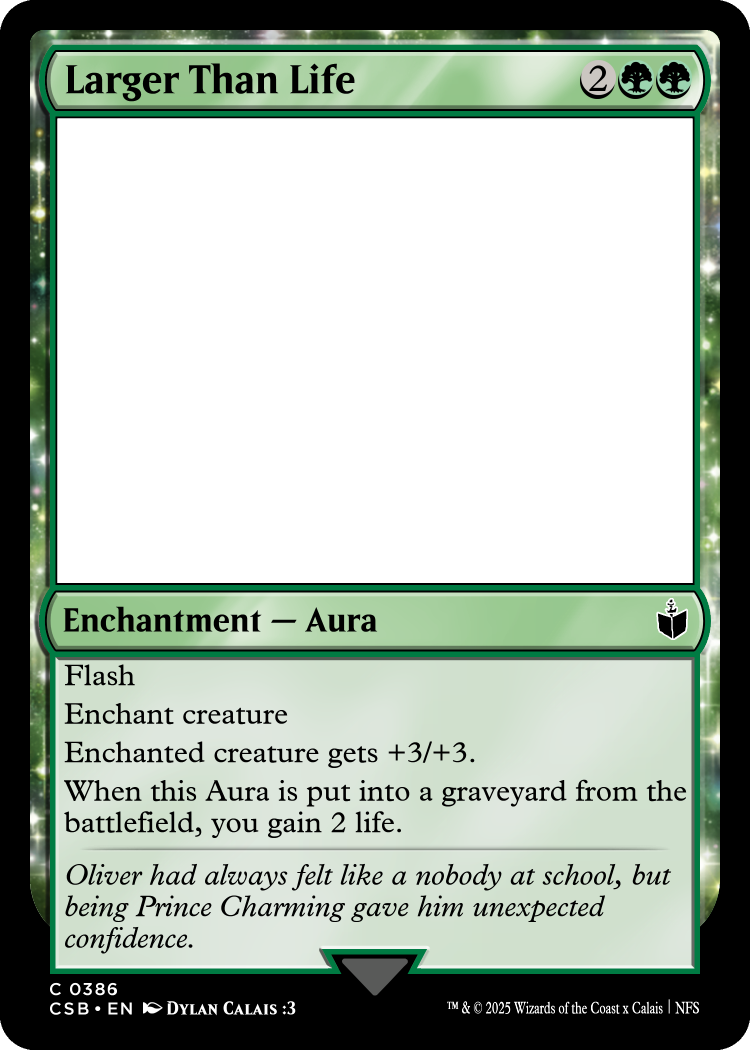 Larger Than Life 2
Enchantment — Aura
Flash
Enchant creature
Enchanted creature gets +3/+3.
When this Aura is put into a graveyard from the
battlefield, you gain 2 life.
Oliver had always felt like a nobody at school, but
being Prince Charming gave him unexpected
confidence.
C 0386
CSB • EN Dylan Calais :3
™ & © 2025 Wizards of the Coast x Calais | NFS